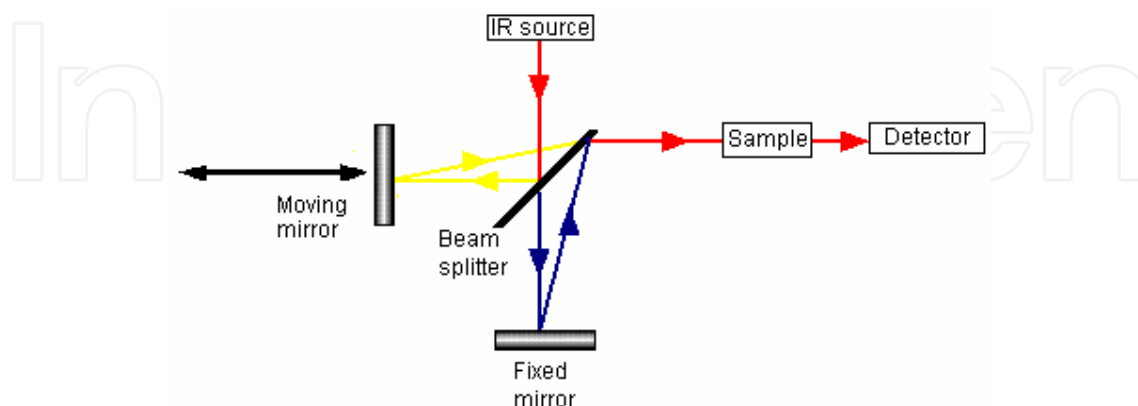 IR source
Sample
Detector
Moving
mirror
Beam
splitter
Fixed
mirror